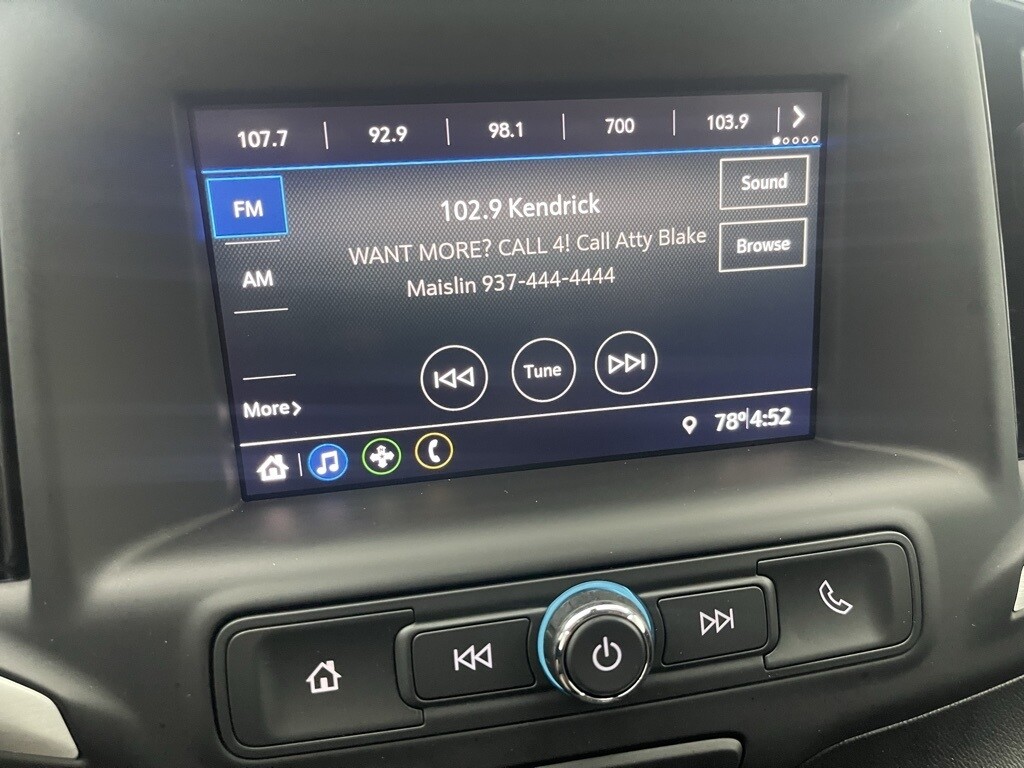 107.7 92.9 98.1 700 103.9
FM
102.9 Kendrick
Sound
WANT MORE? CALL 4! Call Atty Blake
Maislin 937-444-4444
Browse
AM
Tune
More
78° 4:52